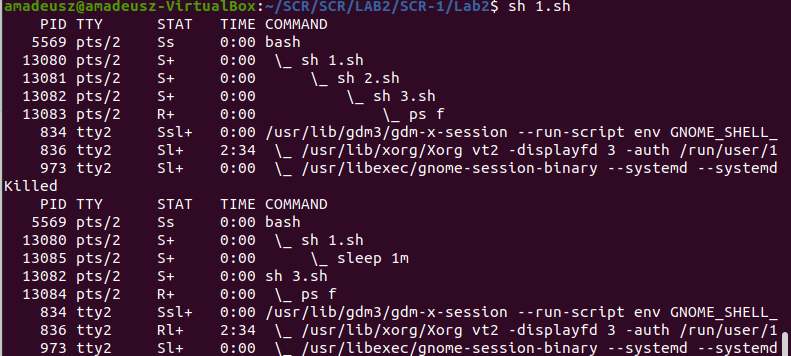 amadeusz@amadeusz-VirtualBox:~/SCR/SCR/LAB2/SCR-1/Lab2$ sh 1.sh
    PID TTY      STAT   TIME COMMAND
   5569 pts/2    Ss     0:00 bash
  13080 pts/2    S+     0:00  \_ sh 1.sh
  13081 pts/2    S+     0:00      \_ sh 2.sh
  13082 pts/2    S+     0:00          \_ sh 3.sh
  13083 pts/2    R+     0:00              \_ ps f
    834 tty2     Ssl+   0:00 /usr/lib/gdm3/gdm-x-session --run-script env GNOME_SHELL_
    836 tty2     Sl+    2:34  \_ /usr/lib/xorg/Xorg vt2 -displayfd 3 -auth /run/user/1
    973 tty2     Sl+    0:00  \_ /usr/libexec/gnome-session-binary --systemd --systemd
Killed
    PID TTY      STAT   TIME COMMAND
   5569 pts/2    Ss     0:00 bash
  13080 pts/2    S+     0:00  \_ sh 1.sh
  13085 pts/2    S+     0:00      \_ sleep 1m
  13082 pts/2    S+     0:00 sh 3.sh
  13084 pts/2    R+     0:00  \_ ps f
    834 tty2     Ssl+   0:00 /usr/lib/gdm3/gdm-x-session --run-script env GNOME_SHELL_
    836 tty2     Rl+    2:34  \_ /usr/lib/xorg/Xorg vt2 -displayfd 3 -auth /run/user/1
    973 tty2     Sl+    0:00  \_ /usr/libexec/gnome-session-binary --systemd --systemd